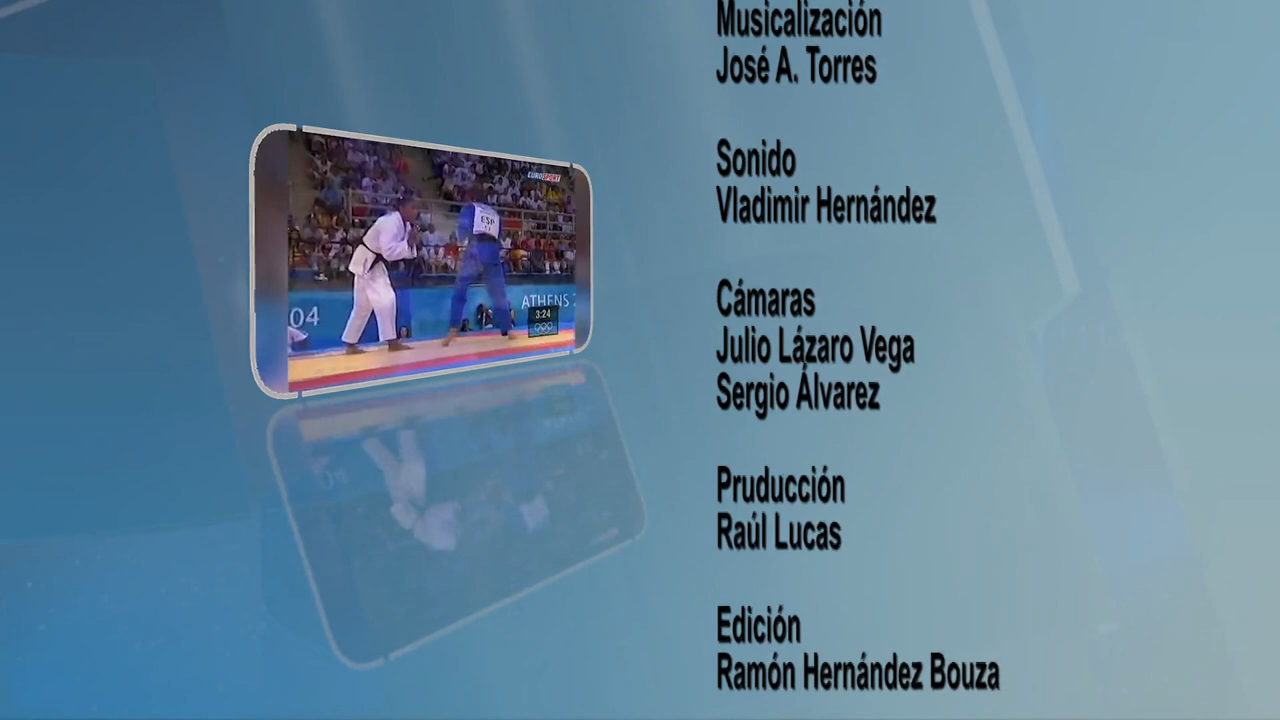 Musicalización
José A. Torres
Sonido
Vladimir Hernández
Cámaras
Julio Lázaro Vega
Sergio Álvarez
Pruducción
Raúl Lucas
Edición
Ramón Hernández Bouza
EUROSPORT
ESP
04
ATHENS 2
3:24